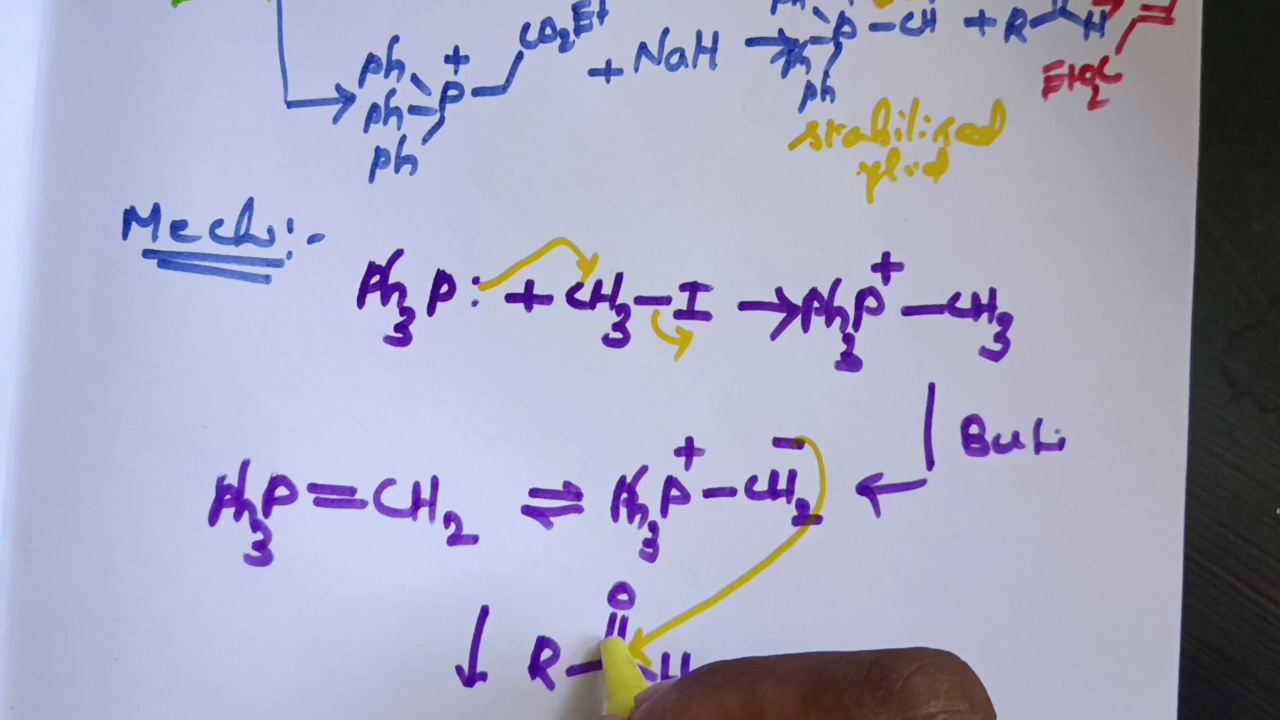 Ph Ph Ph P + CO2Et + NaH → Ph Ph Ph P – CH + R H
EtO2C
stabilised
ylid
Mech:-
Ph3P: + CH3–I → Ph3P+–CH3
BuLi
Ph3P=CH2 ⇌ Ph3P+–CH2−
O
R H